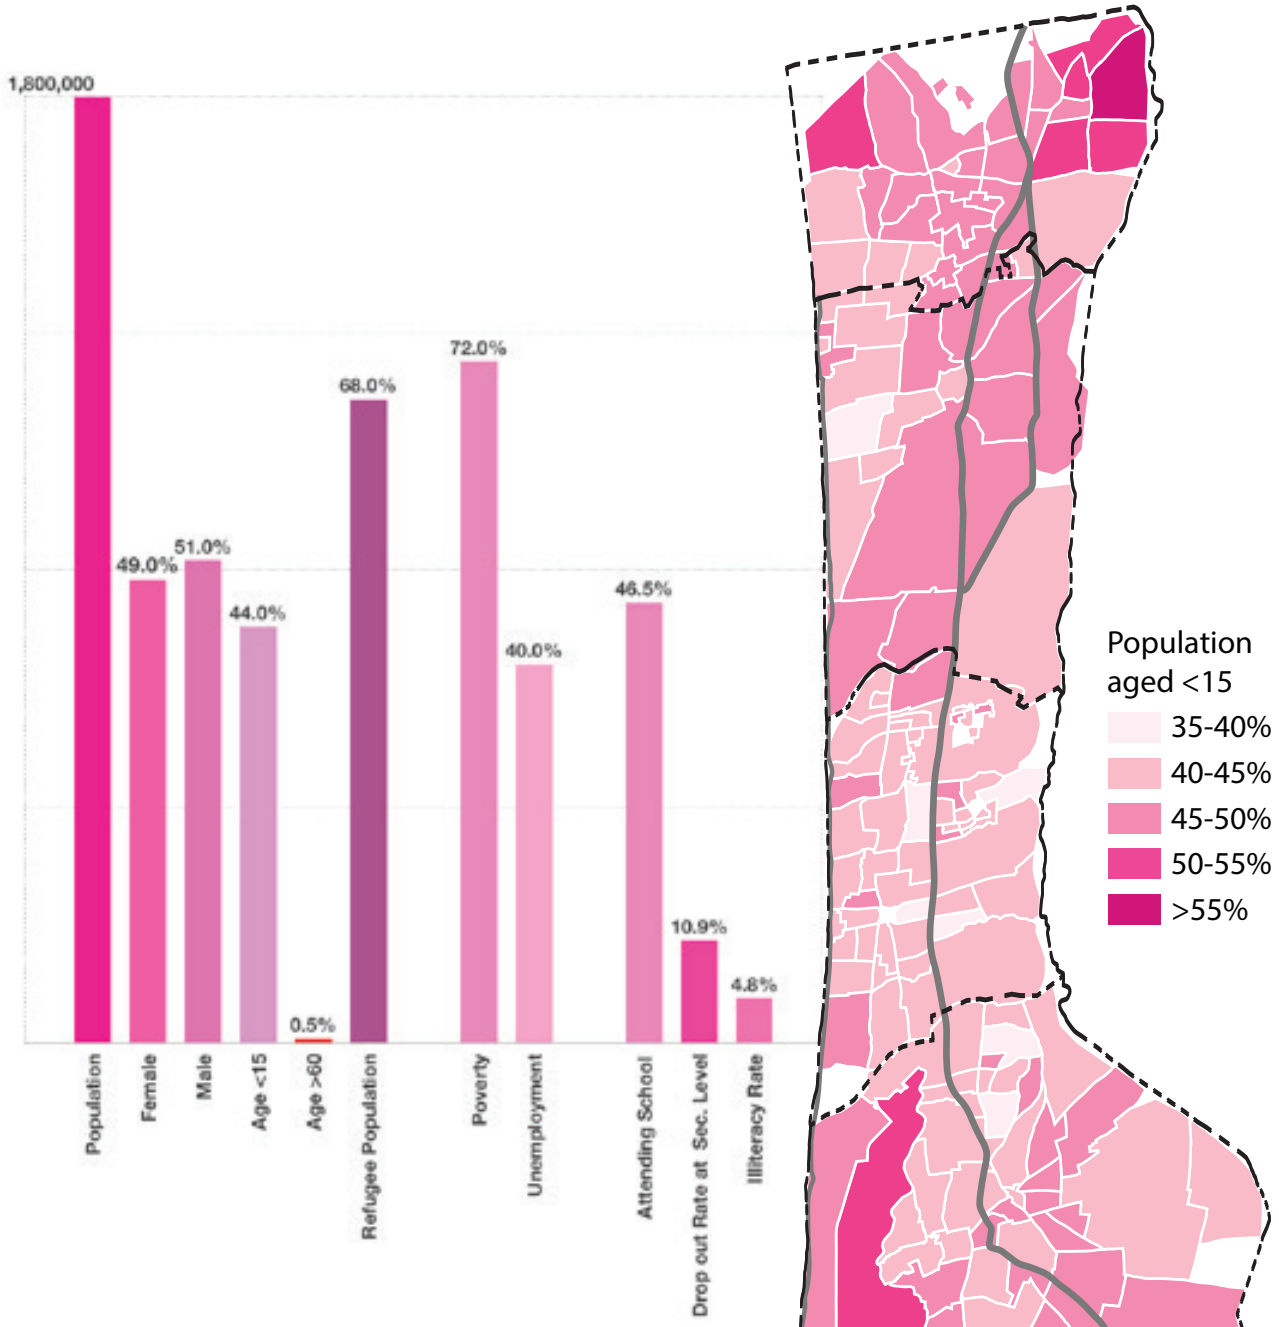 1,800,000
49.0%
51.0%
44.0%
0.5%
68.0%
72.0%
40.0%
46.5%
10.9%
4.8%
Population
Female
Male
Age <15
Age >60
Refugee Population
Poverty
Unemployment
Attending School
Drop out Rate at Sec. Level
Illiteracy Rate
Population
aged <15
35-40%
40-45%
45-50%
50-55%
>55%